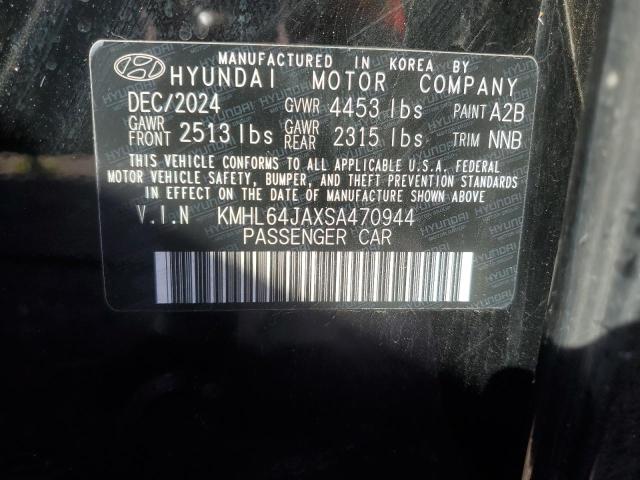 MANUFACTURED IN KOREA BY
HYUNDAI MOTOR COMPANY
DEC/2024 GVWR 4453 lbs PAINT A2B
GAWR FRONT 2513 lbs GAWR REAR 2315 lbs TRIM NNB
THIS VEHICLE CONFORMS TO ALL APPLICABLE U.S.A. FEDERAL
MOTOR VEHICLE SAFETY, BUMPER, AND THEFT PREVENTION STANDARDS
IN EFFECT ON THE DATE OF MANUFACTURE SHOWN ABOVE
V.I.N KMHL64JAXSA470944
PASSENGER CAR